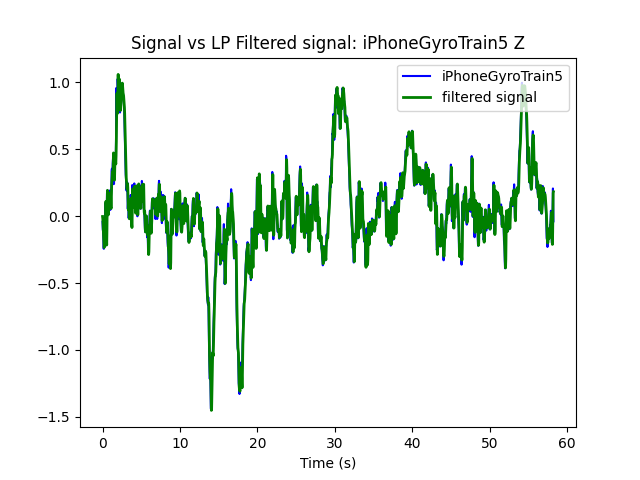 Signal vs LP Filtered signal: iPhoneGyroTrain5 Z
iPhoneGyroTrain5
filtered signal
1.0
0.5
0.0
−0.5
−1.0
−1.5
0 10 20 30 40 50 60
Time (s)